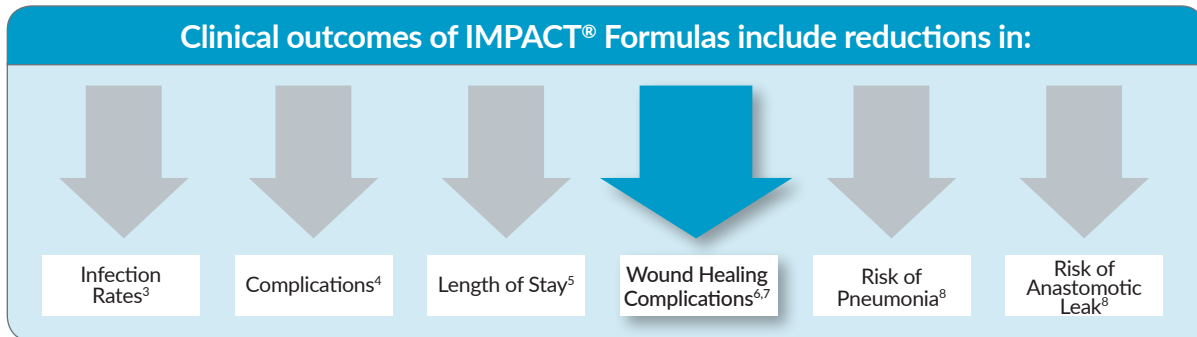 Clinical outcomes of IMPACT® Formulas include reductions in:
Infection
Rates³
Complications⁴
Length of Stay⁵
Wound Healing
Complications⁶,⁷
Risk of
Pneumonia⁸
Risk of
Anastomotic
Leak⁸